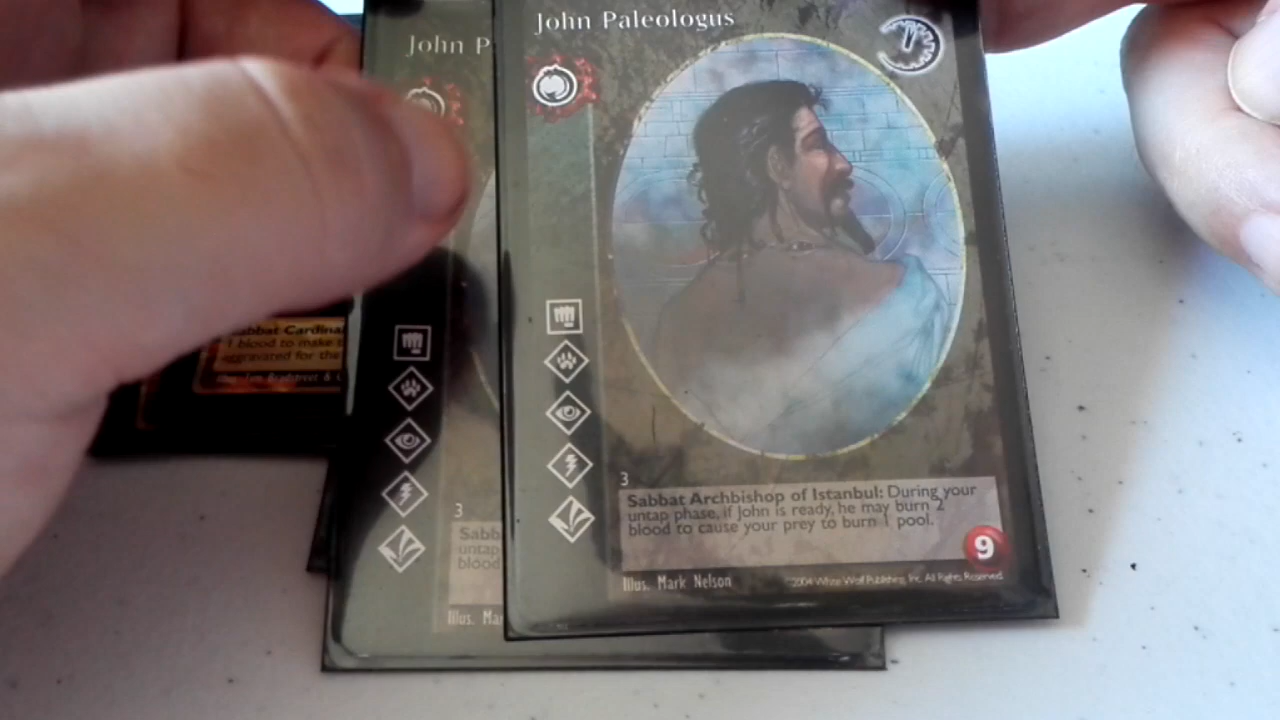 John Paleologus
John P
3
Sabbat Archbishop of Istanbul: During your
untap phase, if John is ready, he may burn 2
blood to cause your prey to burn 1 pool.
9
Illus. Mark Nelson
©2004 White Wolf Publishing, Inc. All Rights Reserved.
3
Sabb
untap
blood
Illus. Mar
Sabbat Cardinal
1 blood to make
aggravated for the